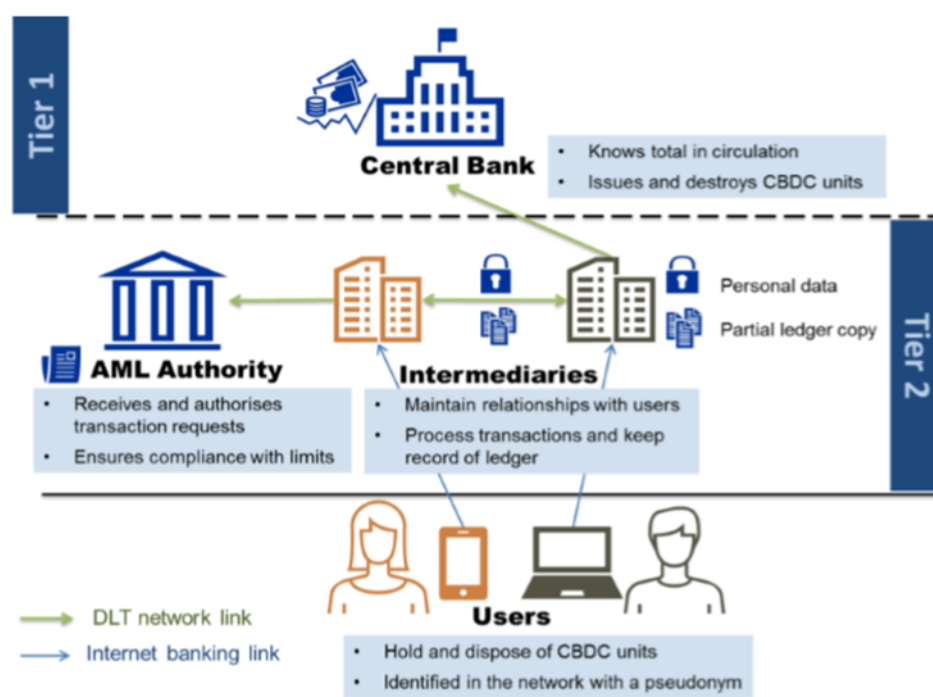 Tier 1
Central Bank
• Knows total in circulation
• Issues and destroys CBDC units
Tier 2
Personal data
Partial ledger copy
AML Authority
• Receives and authorises
transaction requests
• Ensures compliance with limits
Intermediaries
• Maintain relationships with users
• Process transactions and keep
record of ledger
Users
• Hold and dispose of CBDC units
• Identified in the network with a pseudonym
DLT network link
Internet banking link